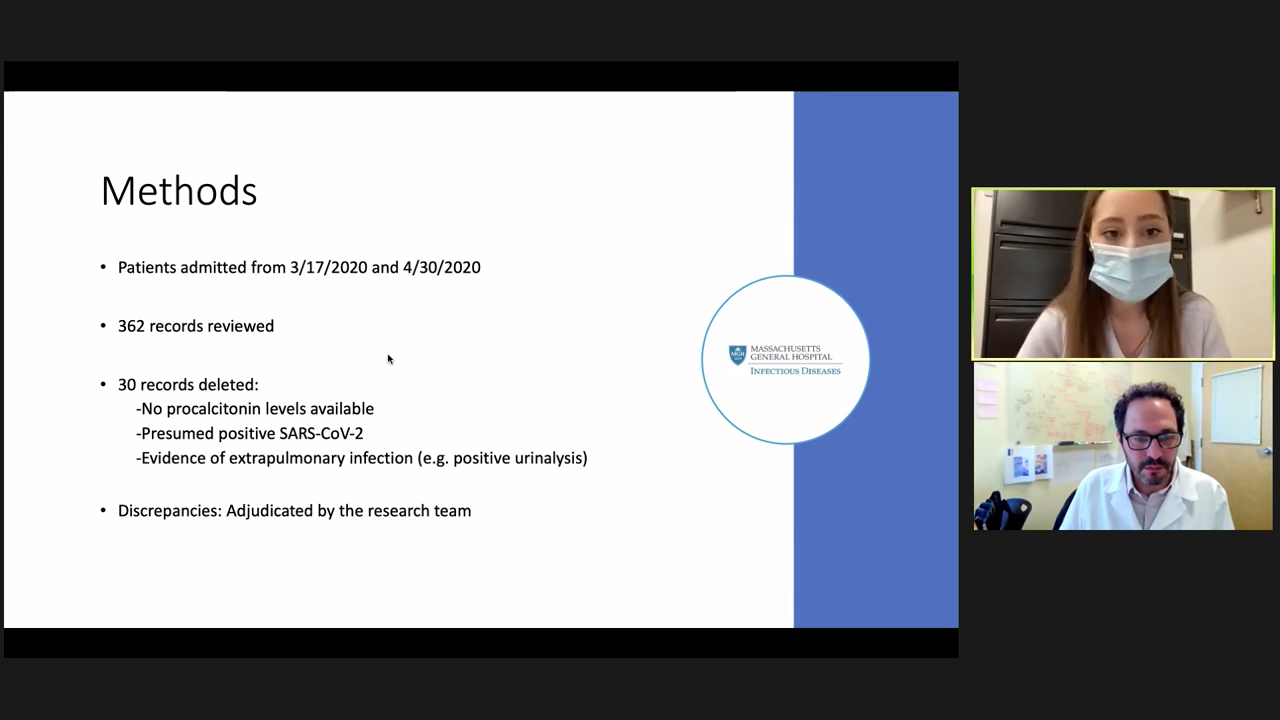 Methods
• Patients admitted from 3/17/2020 and 4/30/2020
• 362 records reviewed
• 30 records deleted:
-No procalcitonin levels available
-Presumed positive SARS-CoV-2
-Evidence of extrapulmonary infection (e.g. positive urinalysis)
• Discrepancies: Adjudicated by the research team
MGH
MASSACHUSETTS
GENERAL HOSPITAL
INFECTIOUS DISEASES